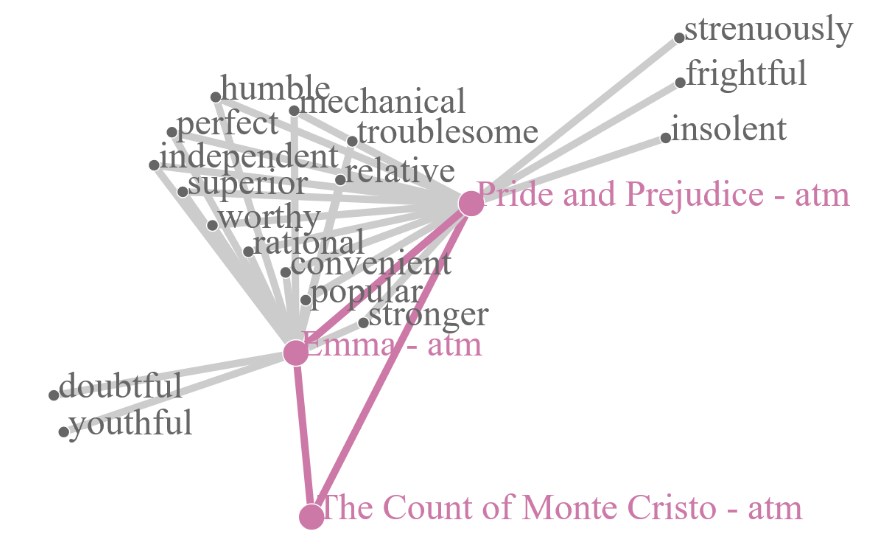 strenuously
frightful
humble
mechanical
perfect
troublesome
insolent
independent
relative
superior
Pride and Prejudice - atm
worthy
rational
convenient
popular
stronger
Emma - atm
doubtful
youthful
The Count of Monte Cristo - atm